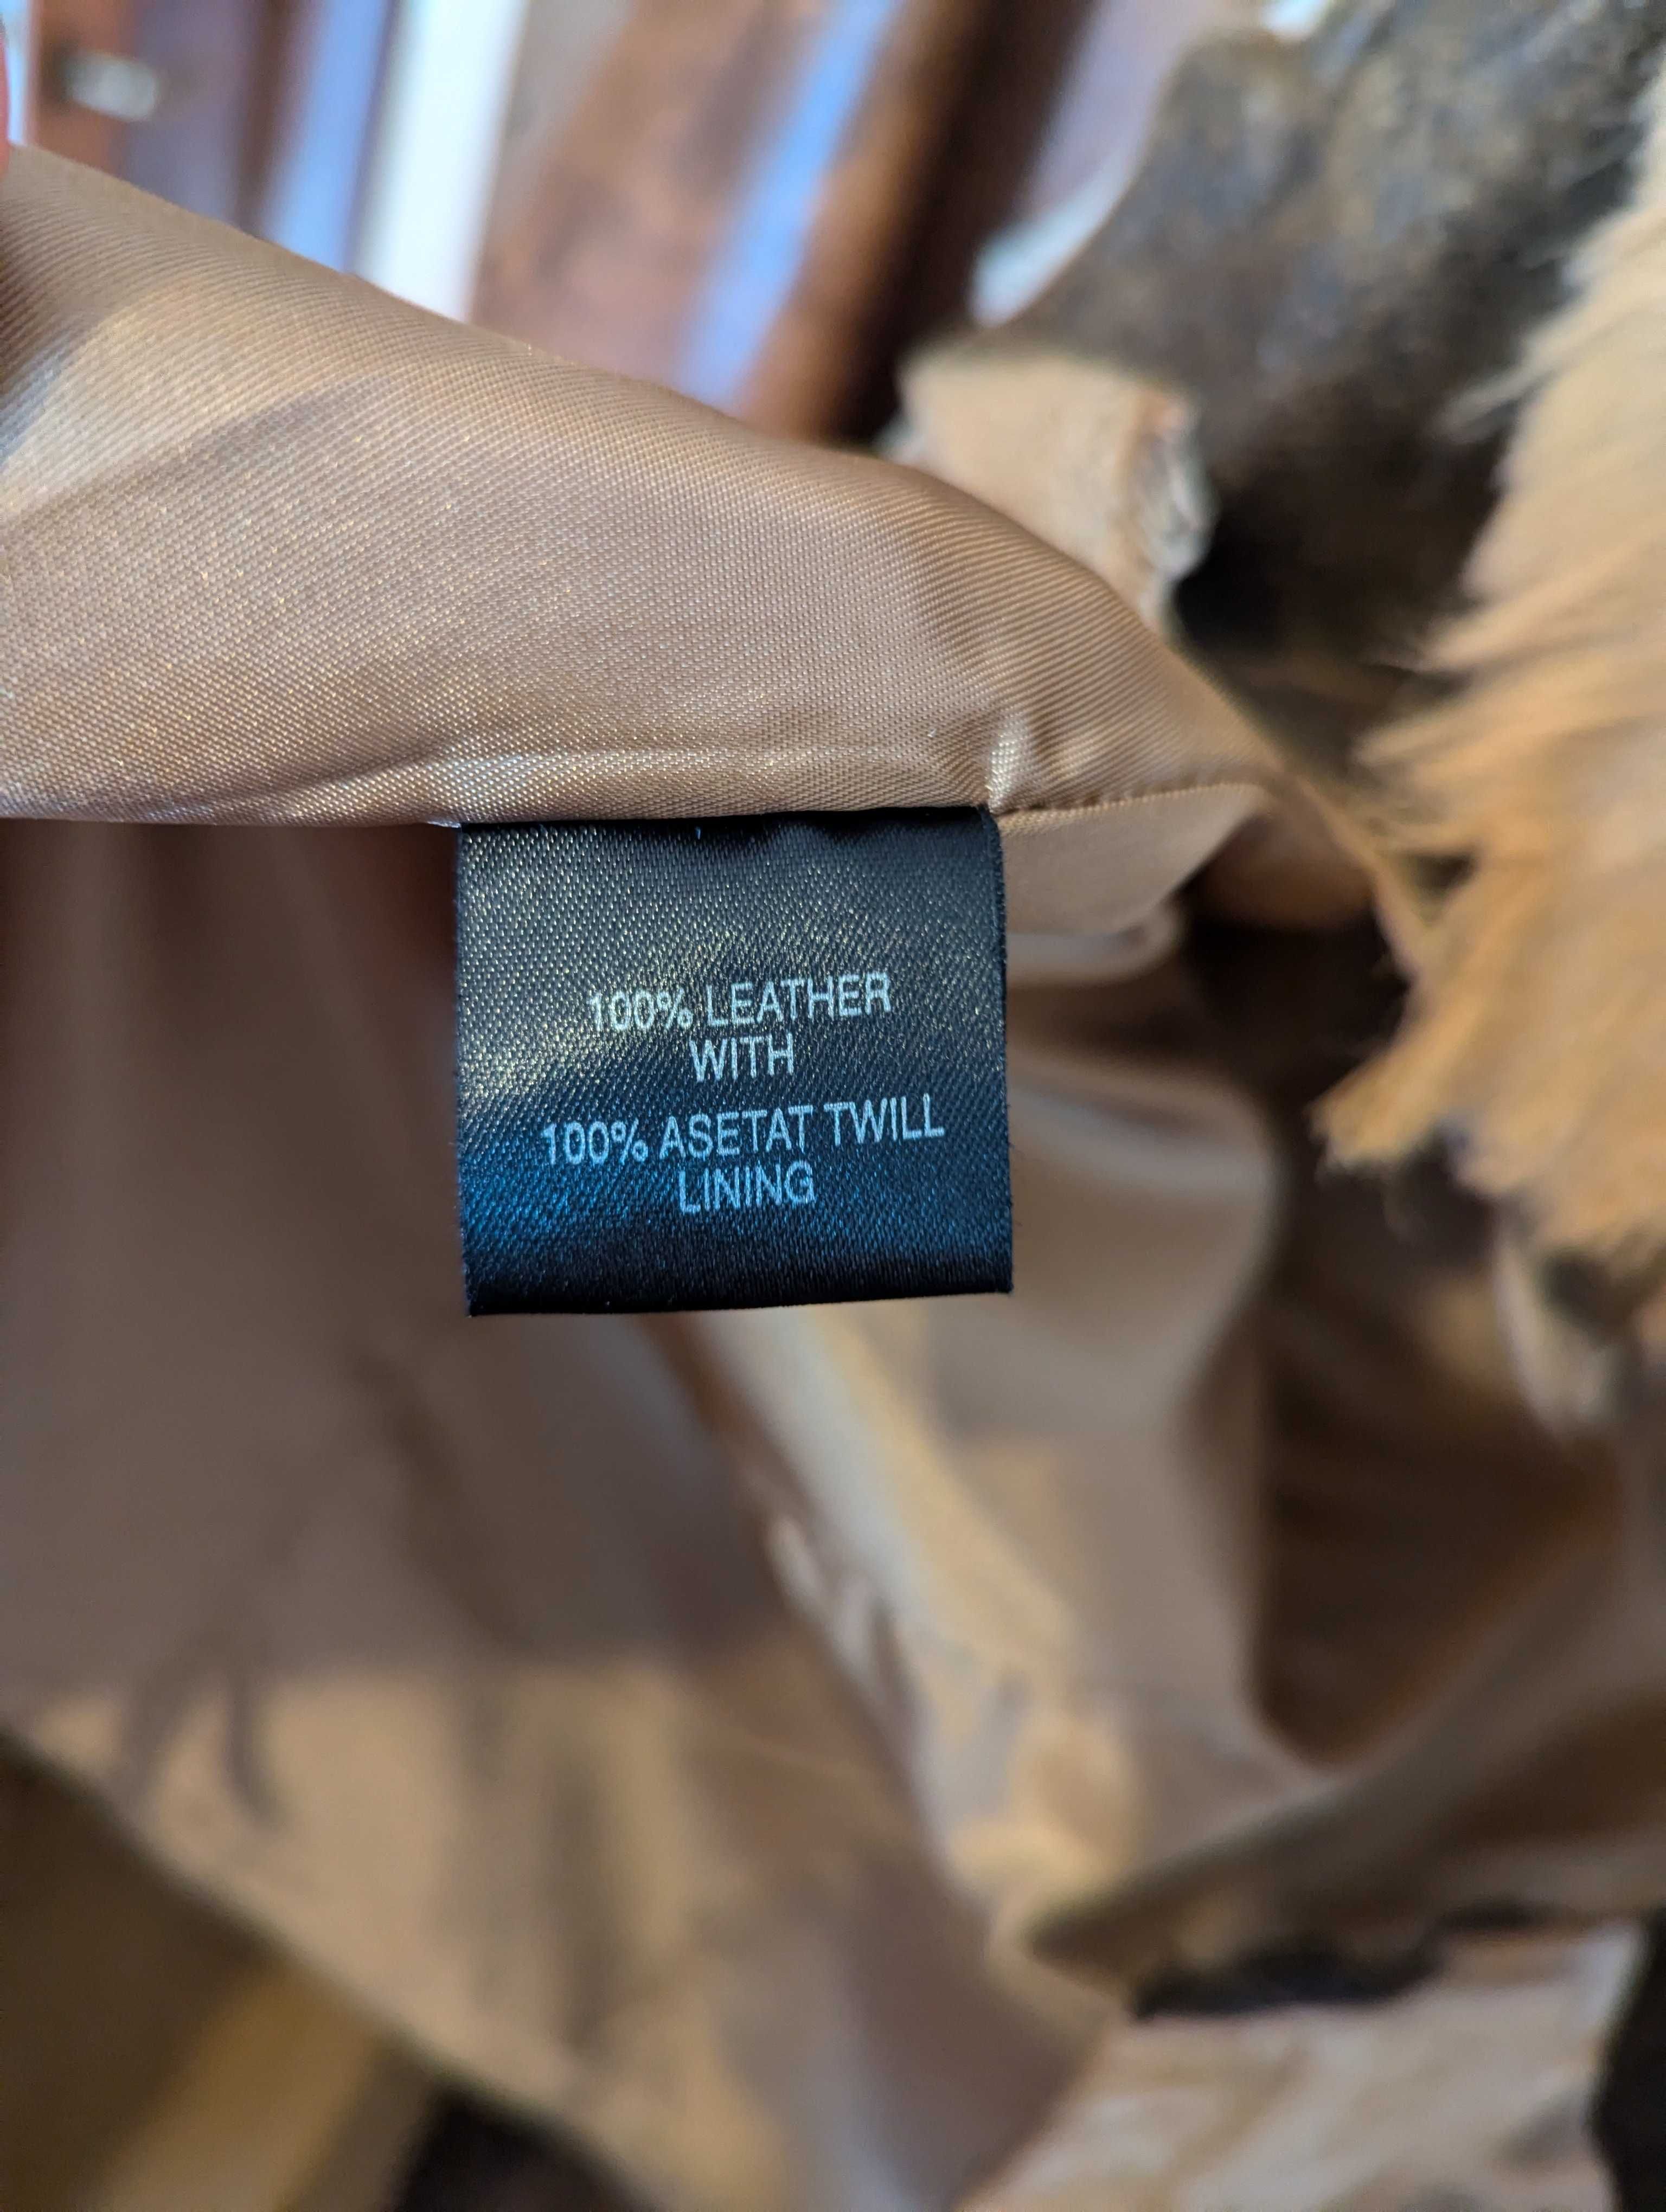 100% LEATHER
WITH
100% ASETAT TWILL
LINING